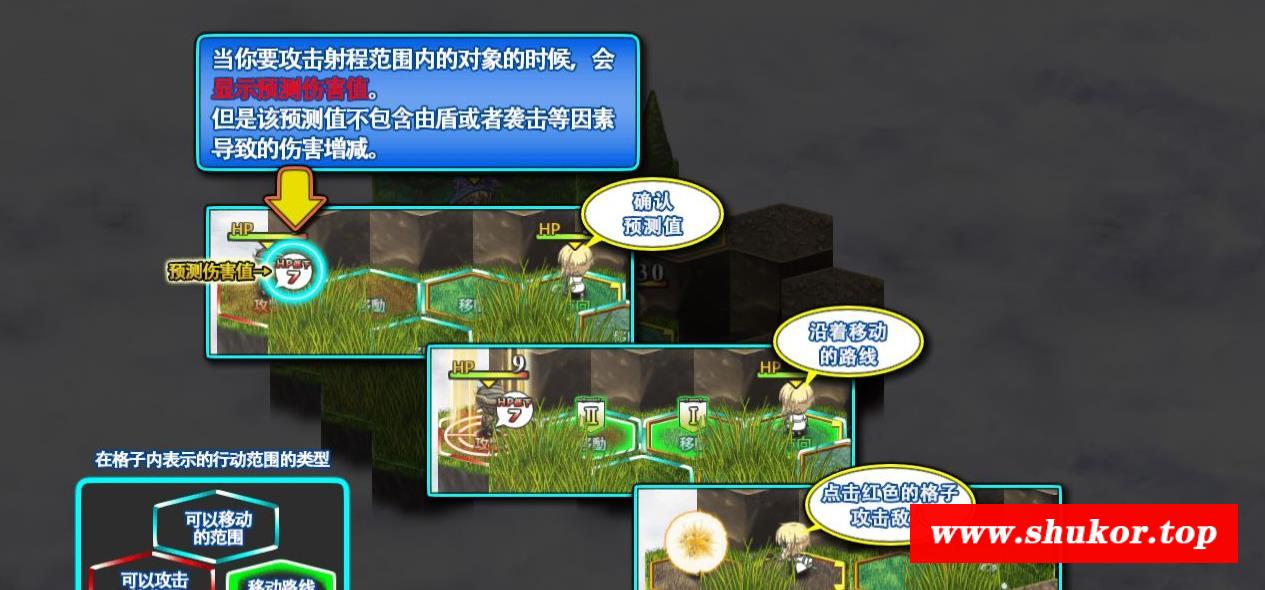 当你要攻击射程范围内的对象的时候，会
显示预测伤害值。
但是该预测值不包含由盾或者袭击等因素
导致的伤害增减。
确认
预测值
HP
HP
预测伤害值→
7
移動
30
沿着移动
的路线
HP
9
HP
7
II
I
移動
在格子内表示的行动范围的类型
可以移动
的范围
可以攻击
移动路线
点击红色的格子
攻击敌
www.shukor.top